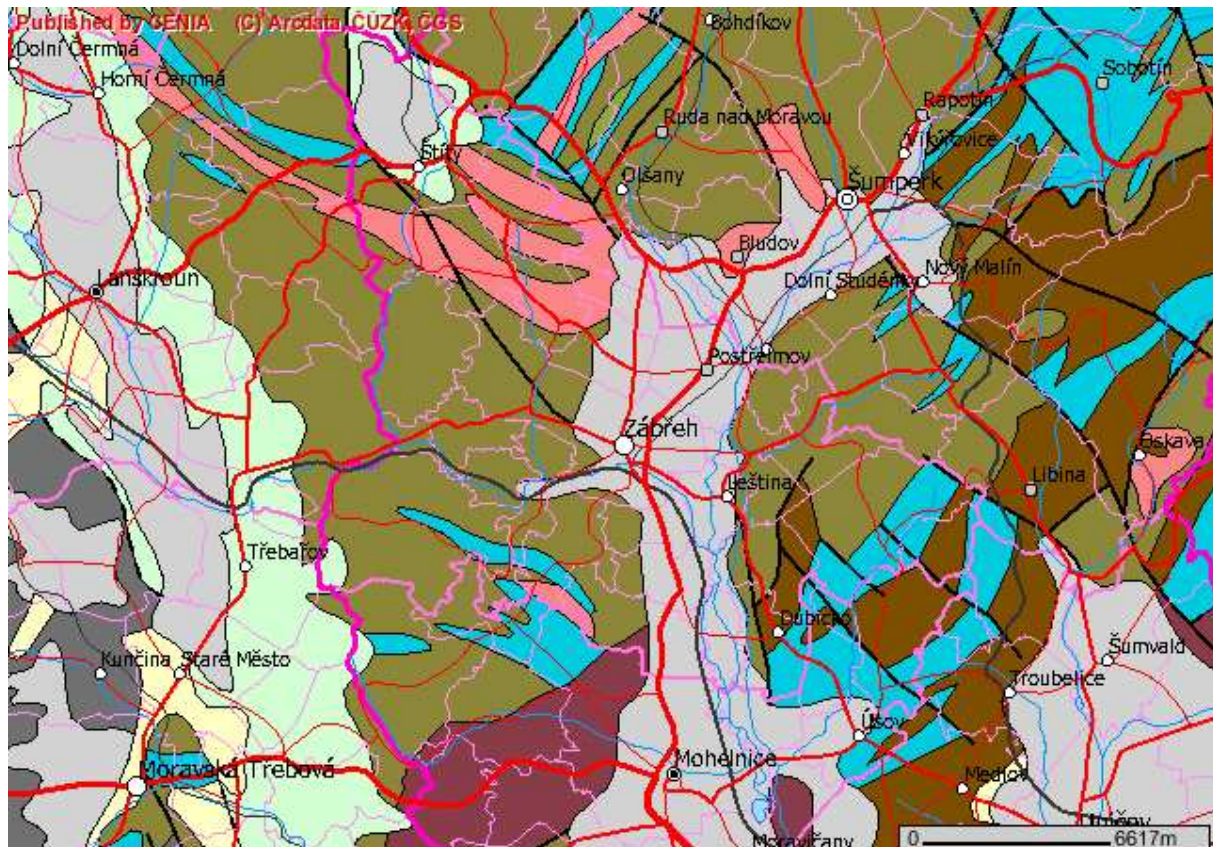 Published by CENIA (C) Arcdata, ČÚZK, ČGS
Bohdíkov
Dolní Čermná
Horní Čermná
Sobotín
Rapotín
Ruda nad Moravou
Vikýřovice
Štíty
Olšany
Šumperk
Bludov
Nový Malín
Lanškroun
Dolní Studénky
Postřelmov
Zábřeh
Oskava
Leština
Libina
Třebařov
Dubicko
Kunčina
Staré Město
Šumvald
Troubelice
Úsov
Moravská Třebová
Mohelnice
Medlov
Moravičany
0 6617m